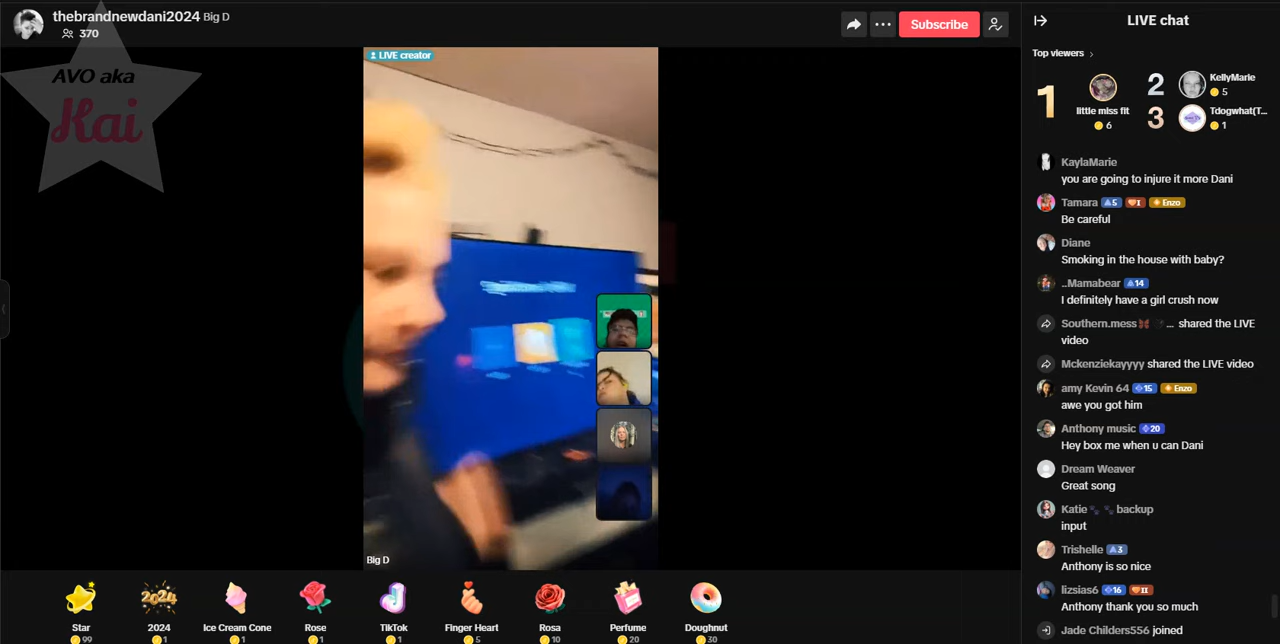 thebrandnewdani2024 Big D
370
Subscribe
AVO aka
Kai
LIVE creator
Big D
Star
99
2024
2024
1
Ice Cream Cone
1
Rose
1
TikTok
1
Finger Heart
5
Rosa
10
Perfume
20
Doughnut
30
LIVE chat
Top viewers
1
little miss fit
6
2
KellyMarie
5
3
Tdogwhat(T...
1
KaylaMarie
you are going to injure it more Dani
Tamara 5 I Enzo
Be careful
Diane
Smoking in the house with baby?
..Mamabear 14
I definitely have a girl crush now
Southern.mess ... shared the LIVE
video
Mckenziekayyyy shared the LIVE video
amy Kevin 64 15 Enzo
awe you got him
Anthony music 20
Hey box me when u can Dani
Dream Weaver
Great song
Katie backup
input
Trishelle 3
Anthony is so nice
lizsias6 16 II
Anthony thank you so much
Jade Childers556 joined